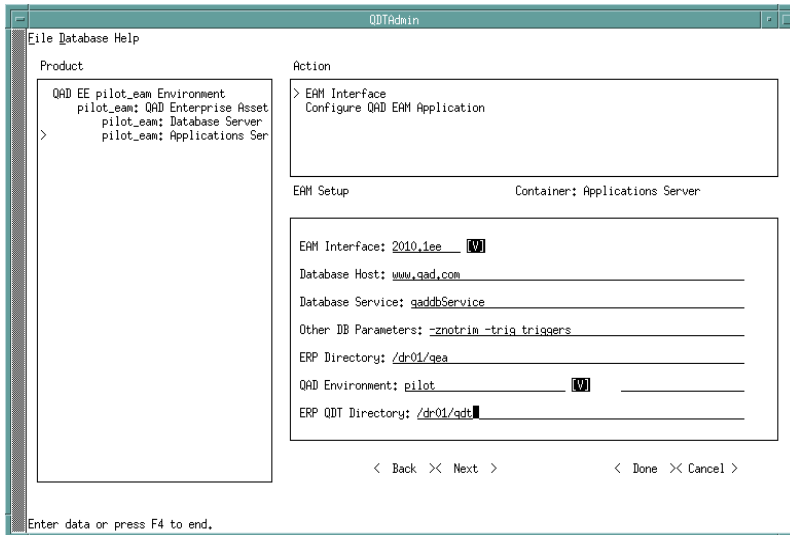 QDTAdmin
File Database Help
Product
Action
QAD EE pilot_eam Environment
pilot_eam: QAD Enterprise Asset
pilot_eam: Database Server
> pilot_eam: Applications Ser
> EAM Interface
Configure QAD EAM Application
EAM Setup Container: Applications Server
EAM Interface: 2010.1ee [V]
Database Host: www.qad.com
Database Service: qaddbService
Other DB Parameters: -znotrim -trig triggers
ERP Directory: /dr01/qea
QAD Environment: pilot [V]
ERP QDT Directory: /dr01/qdt
< Back >< Next > < Done >< Cancel >
Enter data or press F4 to end.